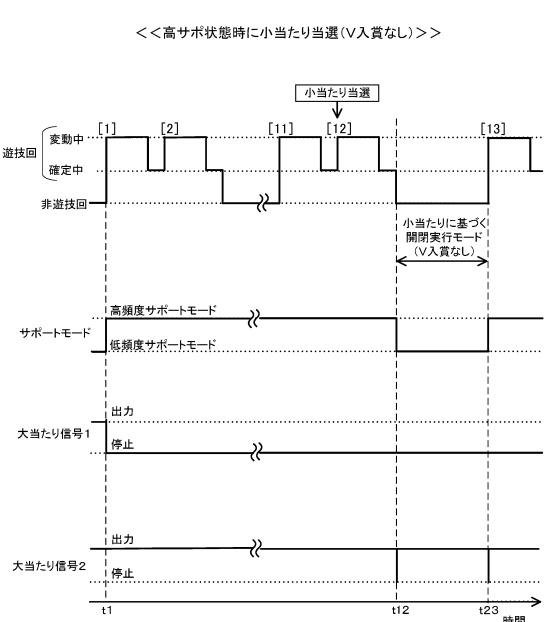 ＜＜高サポ状態時に小当たり当選(Ｖ入賞なし)＞＞
小当たり当選
[1] [2] [11] [12] [13]
遊技回
変動中
確定中
非遊技回
小当たりに基づく
開閉実行モード
(Ｖ入賞なし)
サポートモード
高頻度サポートモード
低頻度サポートモード
大当たり信号1
出力
停止
大当たり信号2
出力
停止
t1 t12 t23
時間